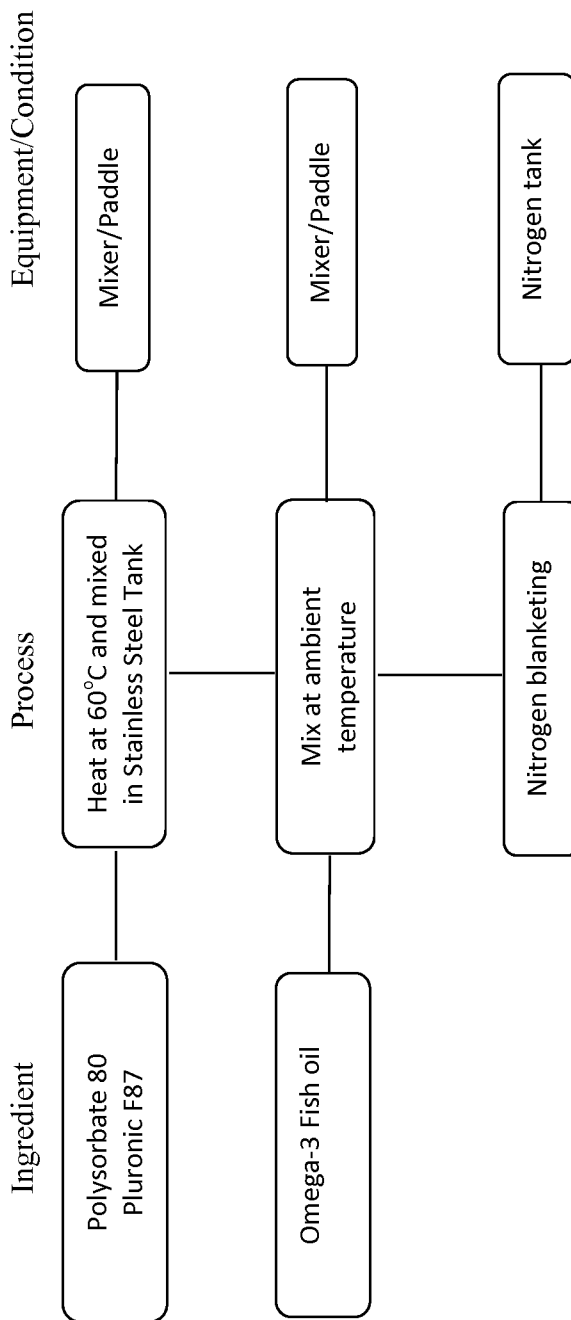 Ingredient
Process
Equipment/Condition
Polysorbate 80
Pluronic F87
Heat at 60°C and mixed
in Stainless Steel Tank
Mixer/Paddle
Omega-3 Fish oil
Mix at ambient
temperature
Mixer/Paddle
Nitrogen blanketing
Nitrogen tank